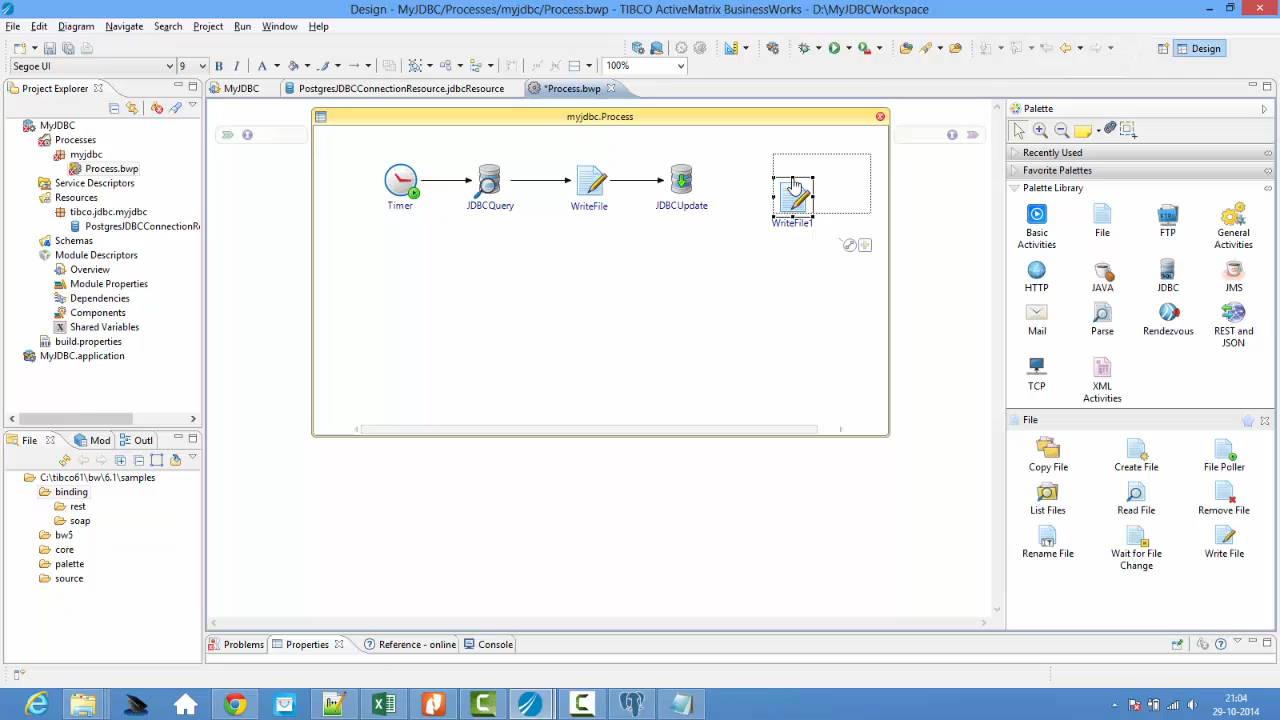 Design - MyJDBC/Processes/myjdbc/Process.bwp - TIBCO ActiveMatrix BusinessWorks - D:\MyJDBCWorkspace
File Edit Diagram Navigate Search Project Run Window Help
Design
Segoe UI 9 B I A 100%
Project Explorer
MyJDBC
Processes
myjdbc
Process.bwp
Service Descriptors
Resources
tibco.jdbc.myjdbc
PostgresJDBCConnectionR
Schemas
Module Descriptors
Overview
Module Properties
Dependencies
Components
Shared Variables
build.properties
MyJDBC.application
File Mod Outl
C:\tibco61\bw\6.1\samples
binding
rest
soap
bw5
core
palette
source
MyJDBC PostgresJDBCConnectionResource.jdbcResource *Process.bwp
myjdbc.Process
Timer JDBCQuery WriteFile JDBCUpdate WriteFile1
Problems Properties Reference - online Console
Palette
Recently Used
Favorite Palettes
Palette Library
Basic Activities
File
FTP
General Activities
HTTP
JAVA
JDBC
JMS
Mail
Parse
Rendezvous
REST and JSON
TCP
XML Activities
File
Copy File
Create File
File Poller
List Files
Read File
Remove File
Rename File
Wait for File Change
Write File
21:04
29-10-2014